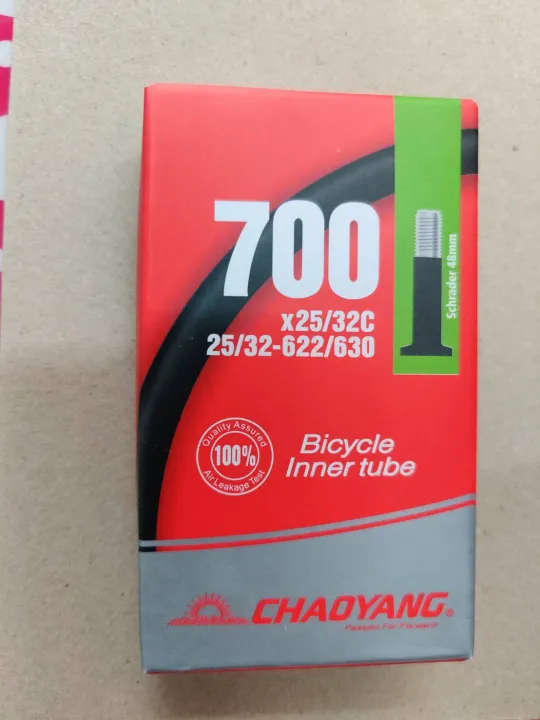 700
x25/32C
25/32-622/630
Schrader 48mm
Quality Assured
100%
Air Leakage Test
Bicycle
Inner tube
CHAOYANG®
Passion For Forward